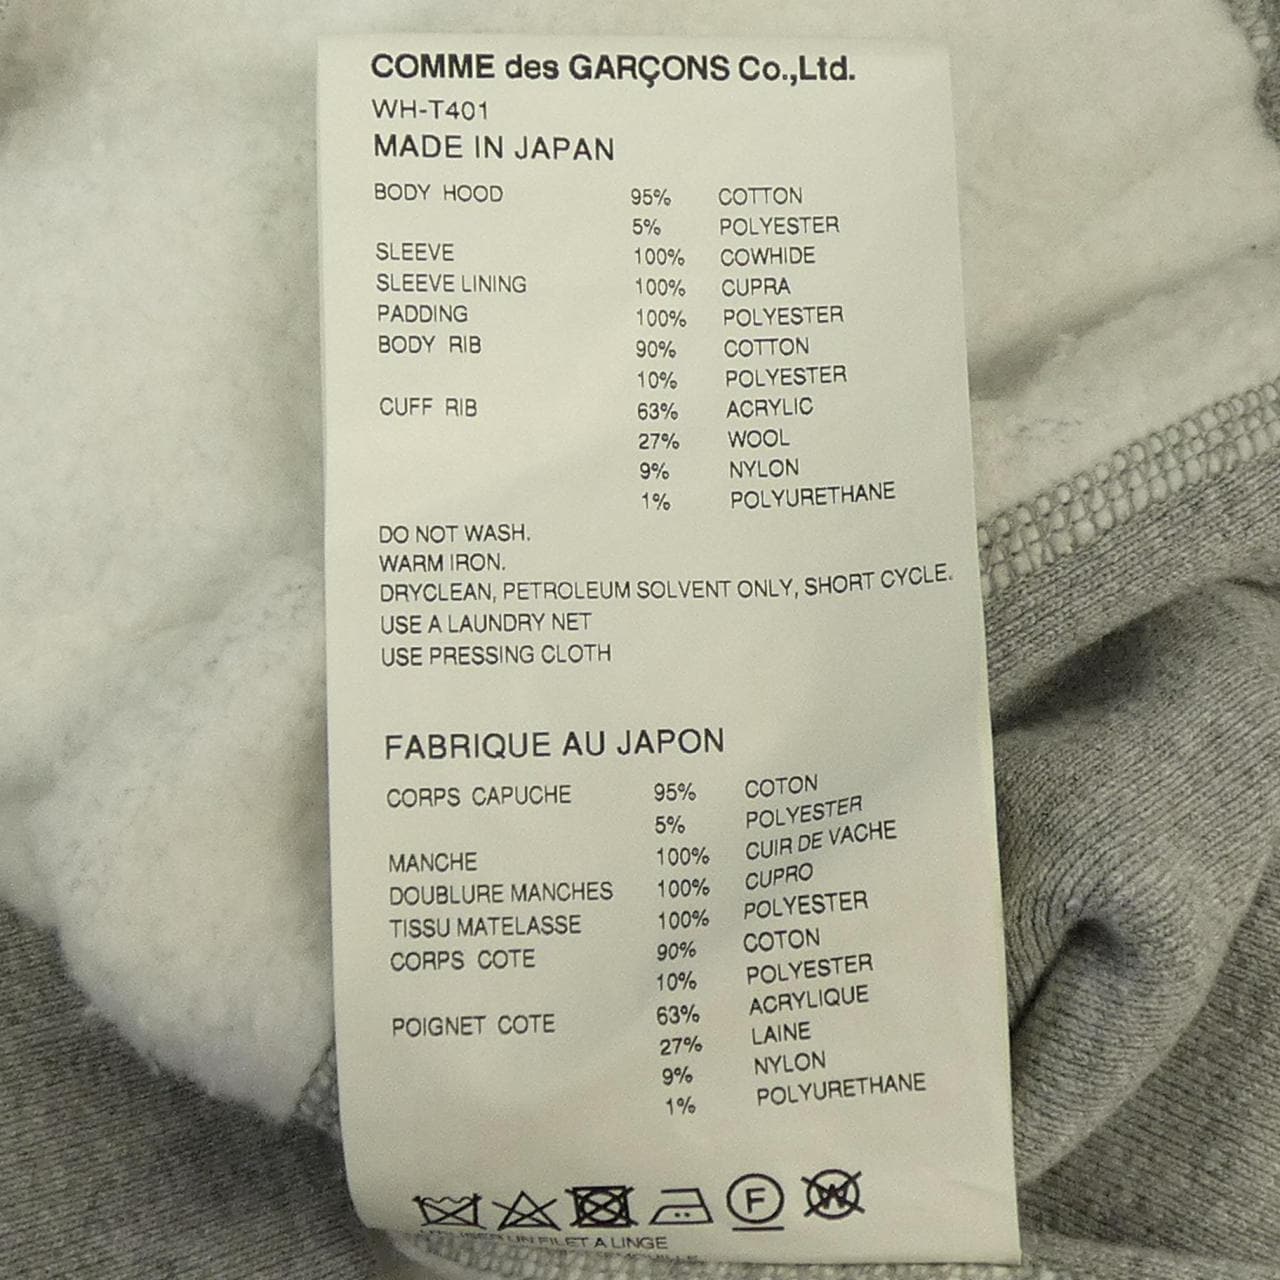 COMME des GARÇONS Co.,Ltd.
WH-T401
MADE IN JAPAN
BODY HOOD 95% COTTON
5% POLYESTER
SLEEVE 100% COWHIDE
SLEEVE LINING 100% CUPRA
PADDING 100% POLYESTER
BODY RIB 90% COTTON
10% POLYESTER
CUFF RIB 63% ACRYLIC
27% WOOL
9% NYLON
1% POLYURETHANE
DO NOT WASH.
WARM IRON.
DRYCLEAN, PETROLEUM SOLVENT ONLY, SHORT CYCLE.
USE A LAUNDRY NET
USE PRESSING CLOTH
FABRIQUE AU JAPON
CORPS CAPUCHE 95% COTON
5% POLYESTER
MANCHE 100% CUIR DE VACHE
DOUBLURE MANCHES 100% CUPRO
TISSU MATELASSE 100% POLYESTER
CORPS COTE 90% COTON
10% POLYESTER
POIGNET COTE 63% ACRYLIQUE
27% LAINE
9% NYLON
1% POLYURETHANE
F W
UN FILET A LINGE